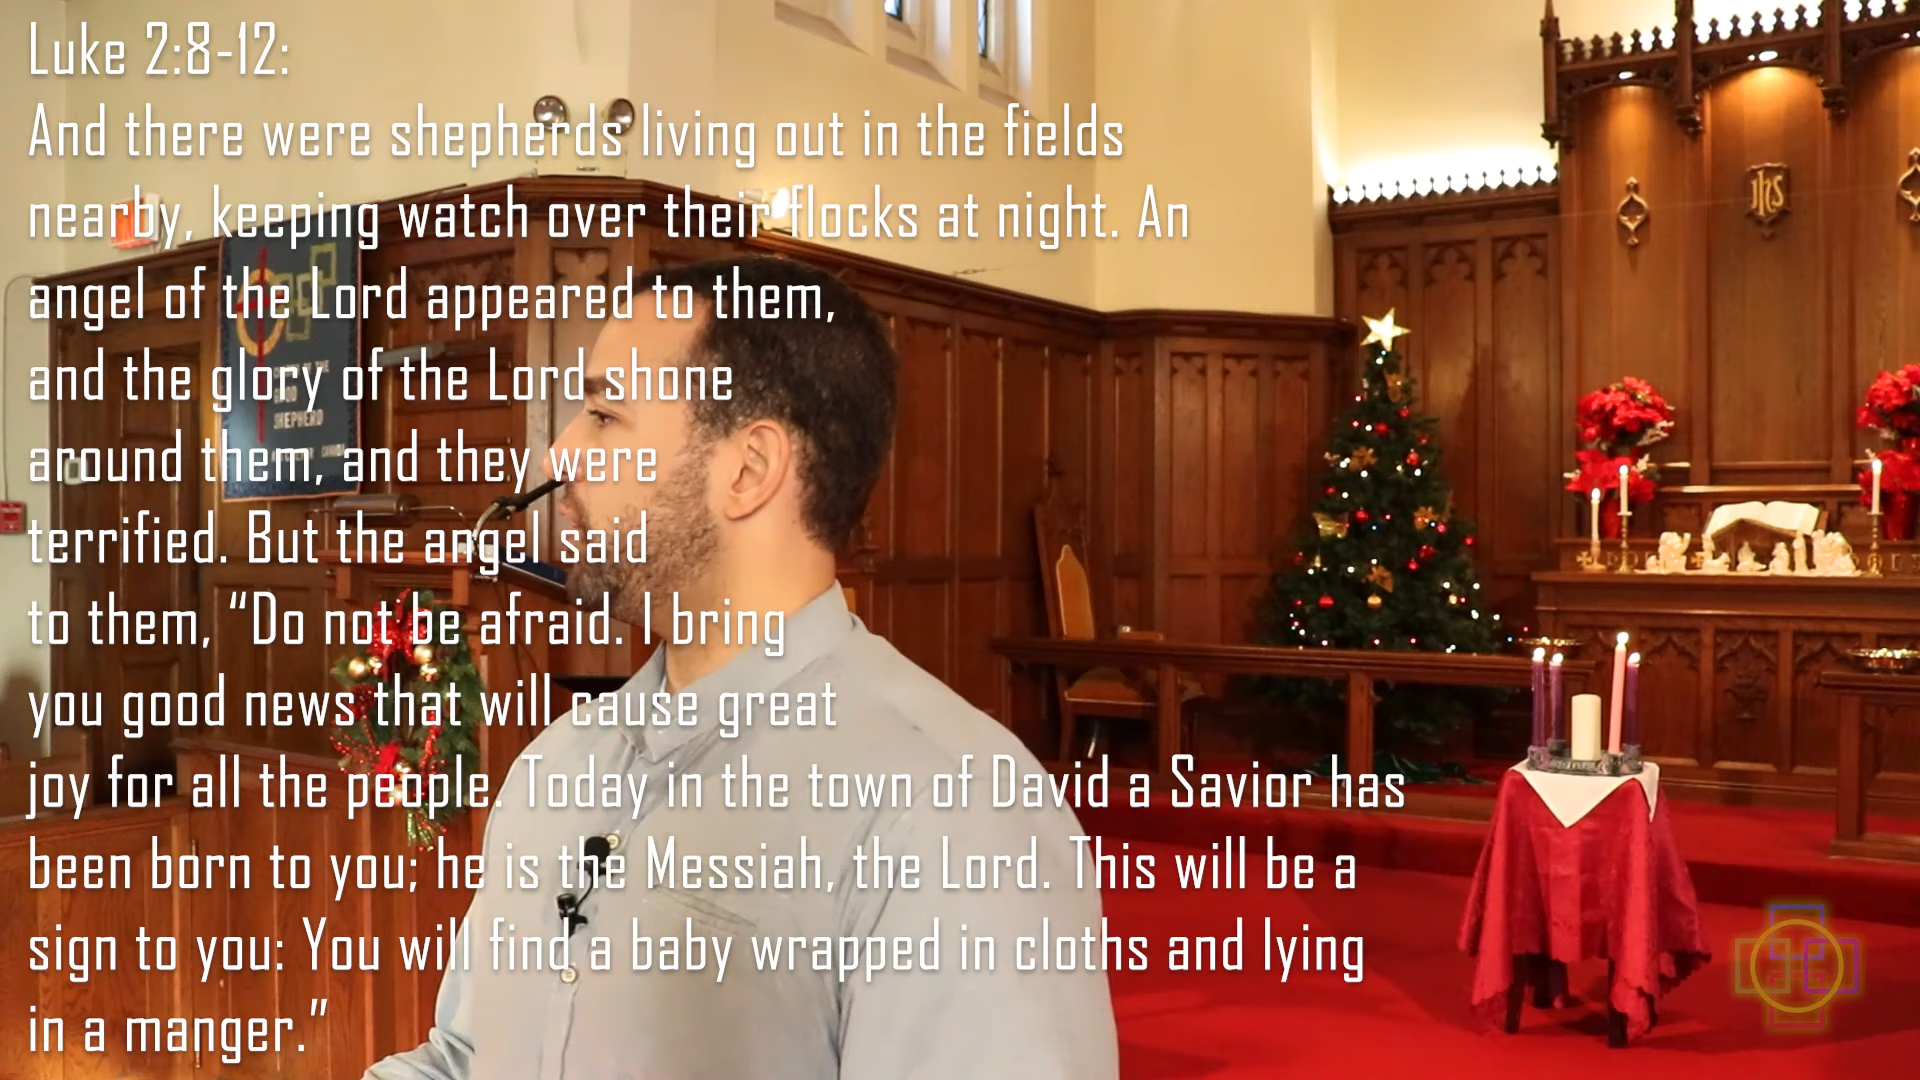 Luke 2:8-12:
And there were shepherds living out in the fields
nearby, keeping watch over their flocks at night. An
angel of the Lord appeared to them,
and the glory of the Lord shone
around them, and they were
terrified. But the angel said
to them, “Do not be afraid. I bring
you good news that will cause great
joy for all the people. Today in the town of David a Savior has
been born to you; he is the Messiah, the Lord. This will be a
sign to you: You will find a baby wrapped in cloths and lying
in a manger.”
OF THE
GOOD
SHEPHERD
IHS